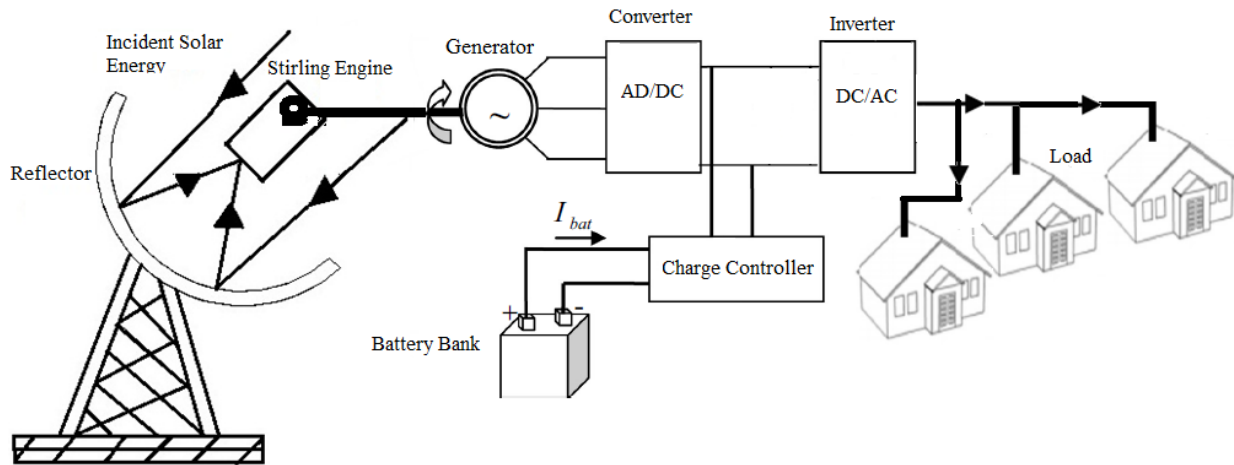 Incident Solar
Energy
Stirling Engine
Generator
Converter
Inverter
~
AD/DC
DC/AC
Reflector
Load
I bat
Charge Controller
+
-
Battery Bank